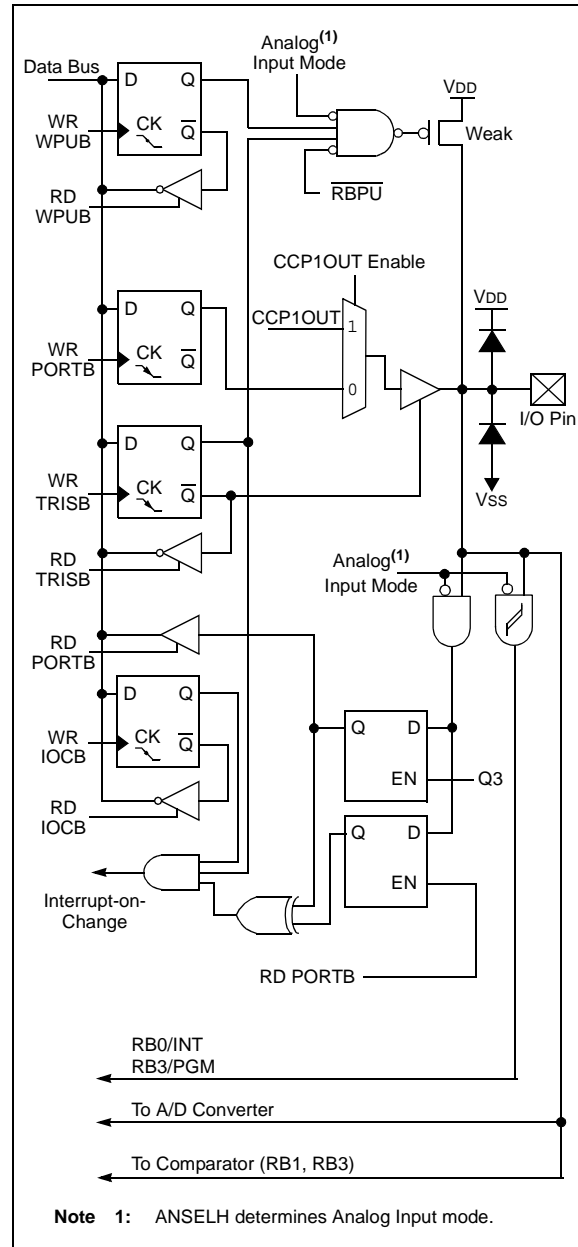 Analog(1)
Input Mode
Data Bus
D Q
VDD
WR
WPUB
CK Q
Weak
RD
WPUB
RBPU
CCP1OUT Enable
D Q
CCP1OUT
1
VDD
WR
PORTB
CK Q
0
I/O Pin
D Q
WR
TRISB
CK Q
VSS
RD
TRISB
Analog(1)
Input Mode
RD
PORTB
D Q
Q D
WR
IOCB
CK Q
EN
Q3
RD
IOCB
Q D
EN
Interrupt-on-
Change
RD PORTB
RB0/INT
RB3/PGM
To A/D Converter
To Comparator (RB1, RB3)
Note 1: ANSELH determines Analog Input mode.